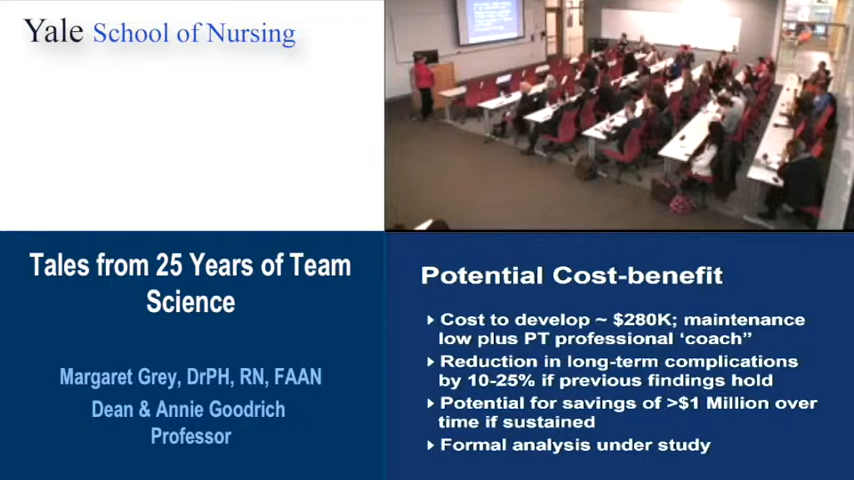 Yale School of Nursing
Tales from 25 Years of Team
Science
Margaret Grey, DrPH, RN, FAAN
Dean & Annie Goodrich
Professor
Potential Cost-benefit
Cost to develop ~ $280K; maintenance
low plus PT professional ‘coach”
Reduction in long-term complications
by 10-25% if previous findings hold
Potential for savings of >$1 Million over
time if sustained
Formal analysis under study